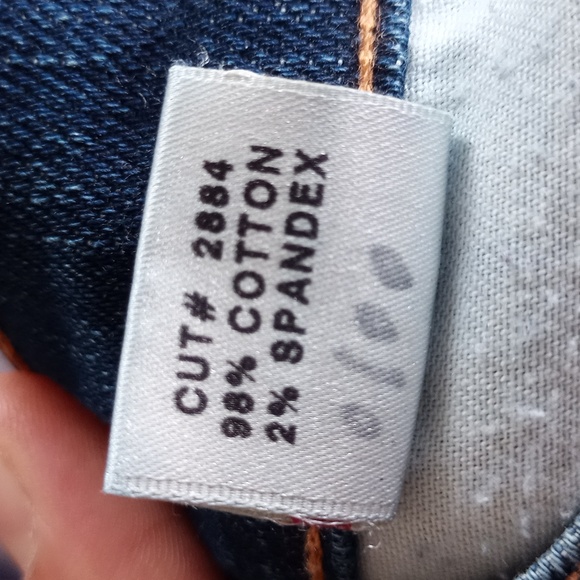 CUT# 2884
98% COTTON
2% SPANDEX